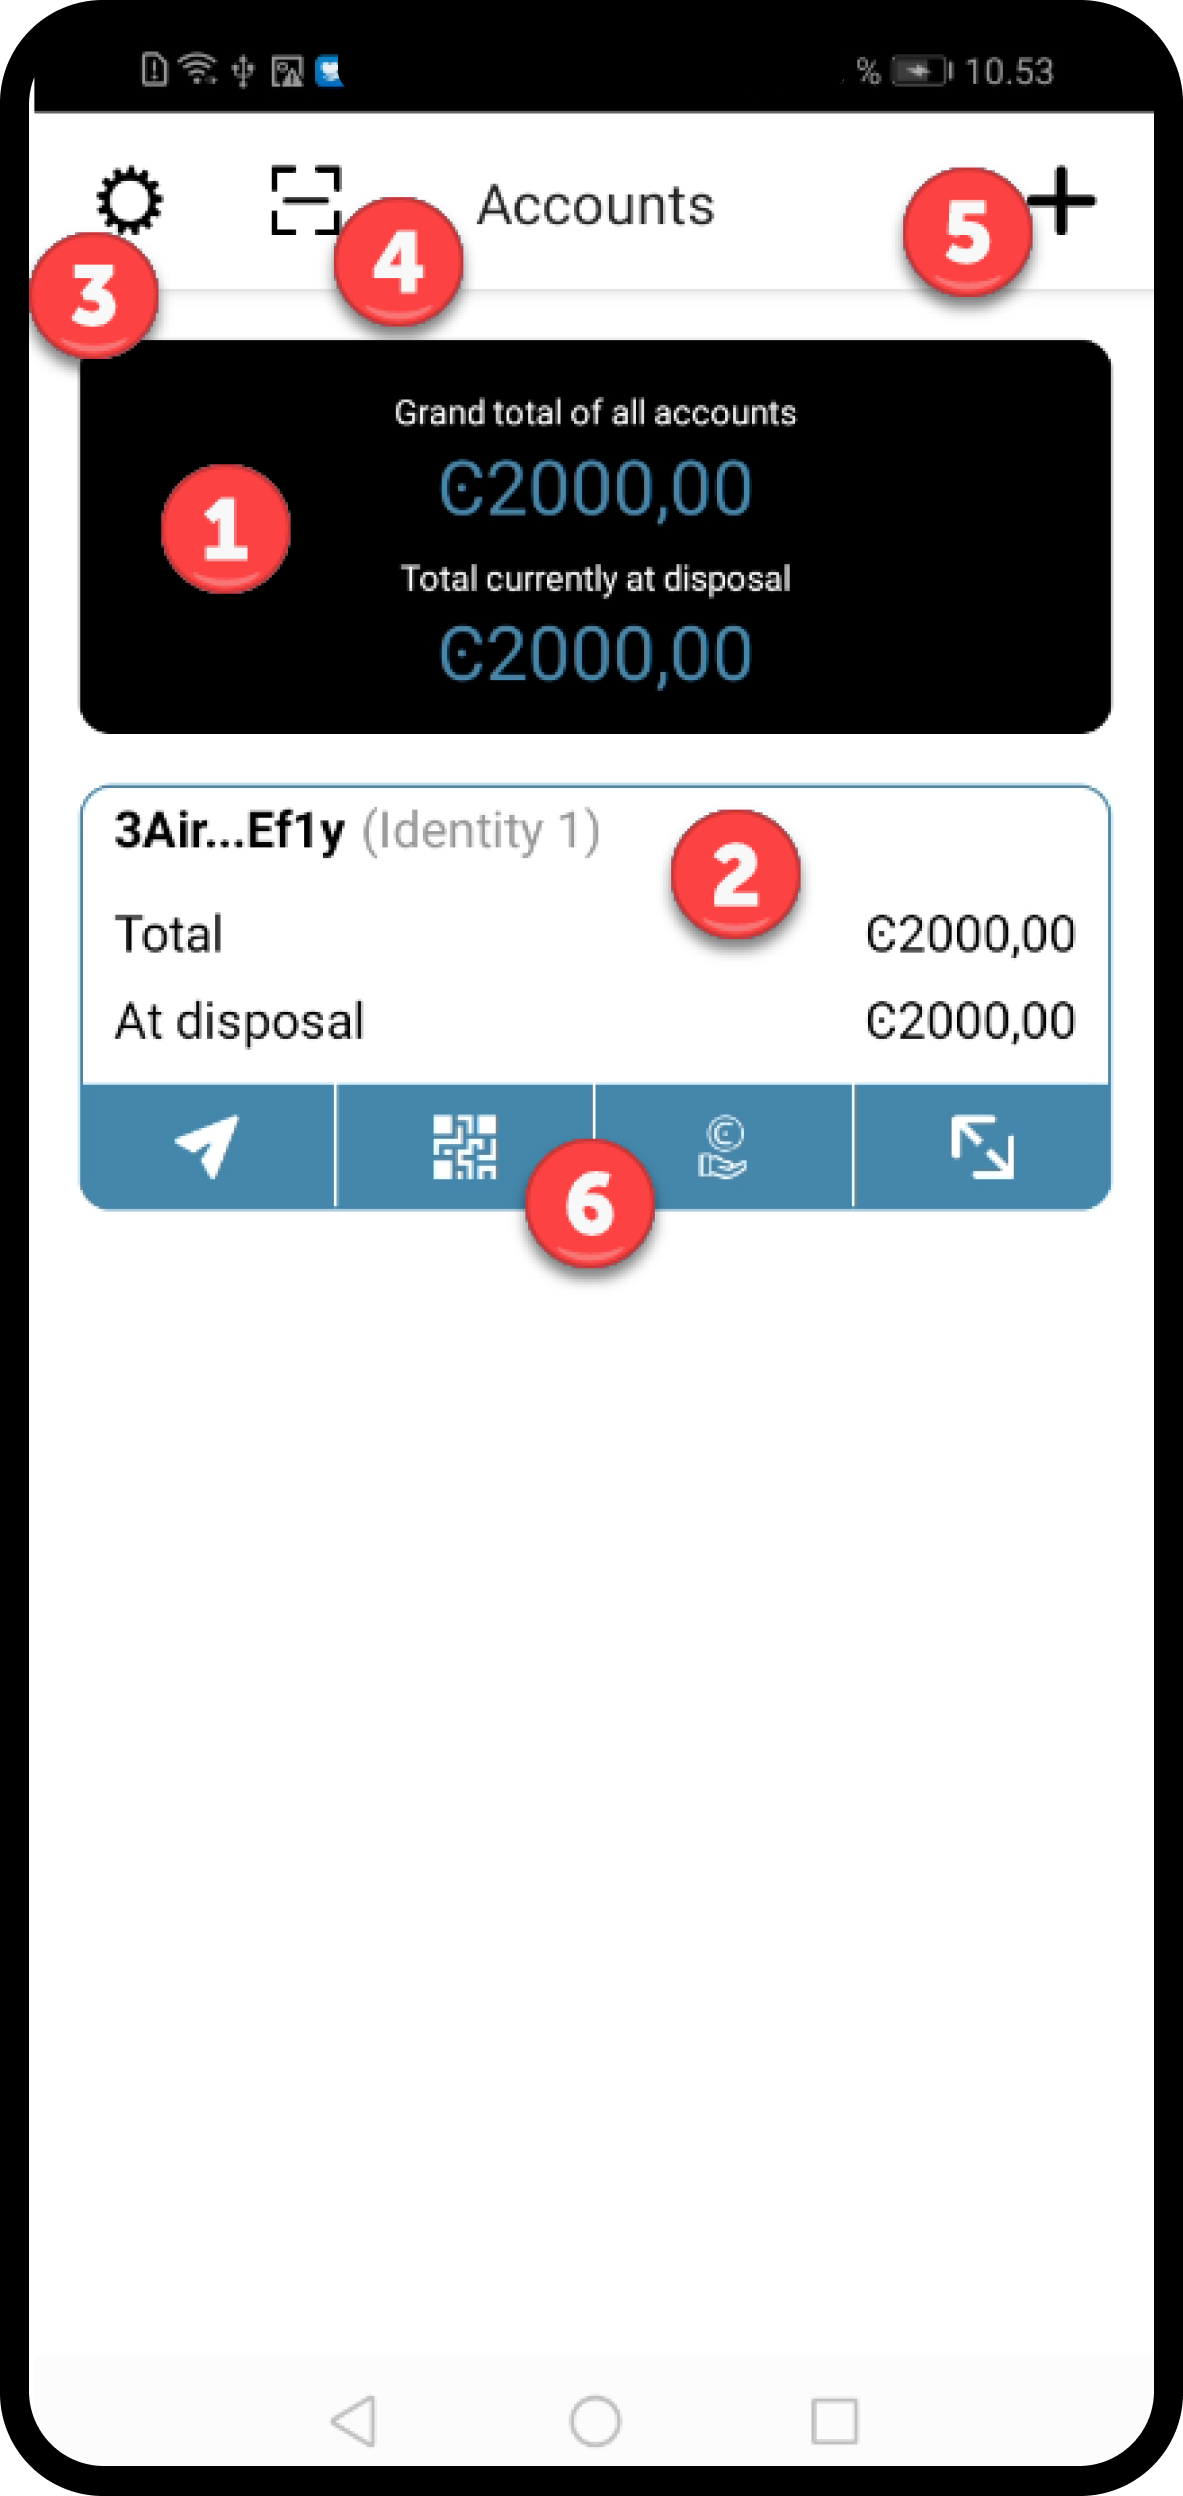 % 10.53
Accounts
3
4
5
Grand total of all accounts
Ͼ2000,00
1
Total currently at disposal
Ͼ2000,00
3Air...Ef1y (Identity 1)
2
Total
Ͼ2000,00
At disposal
Ͼ2000,00
6